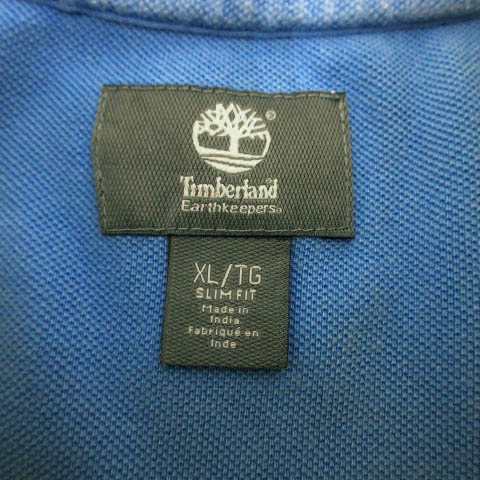 Timberland
Earthkeepers®
XL/TG
SLIM FIT
Made in
India
Fabriqué en
Inde